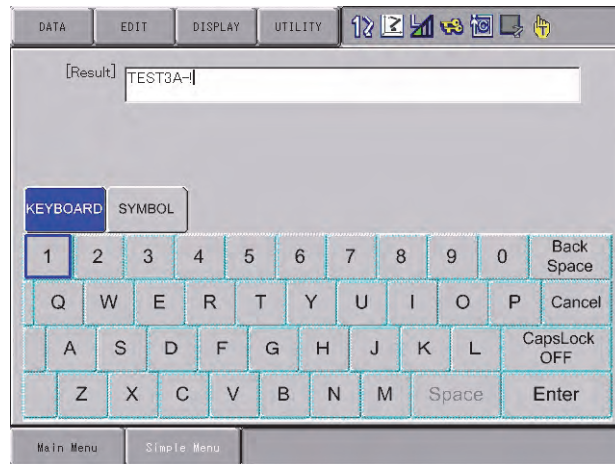 DATA EDIT DISPLAY UTILITY
[Result] TEST3A-!
KEYBOARD SYMBOL
1 2 3 4 5 6 7 8 9 0 Back Space
Q W E R T Y U I O P Cancel
A S D F G H J K L CapsLock OFF
Z X C V B N M Space Enter
Main Menu Simple Menu